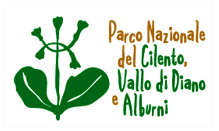 Parco Nazionale
del Cilento,
Vallo di Diano
e Alburni